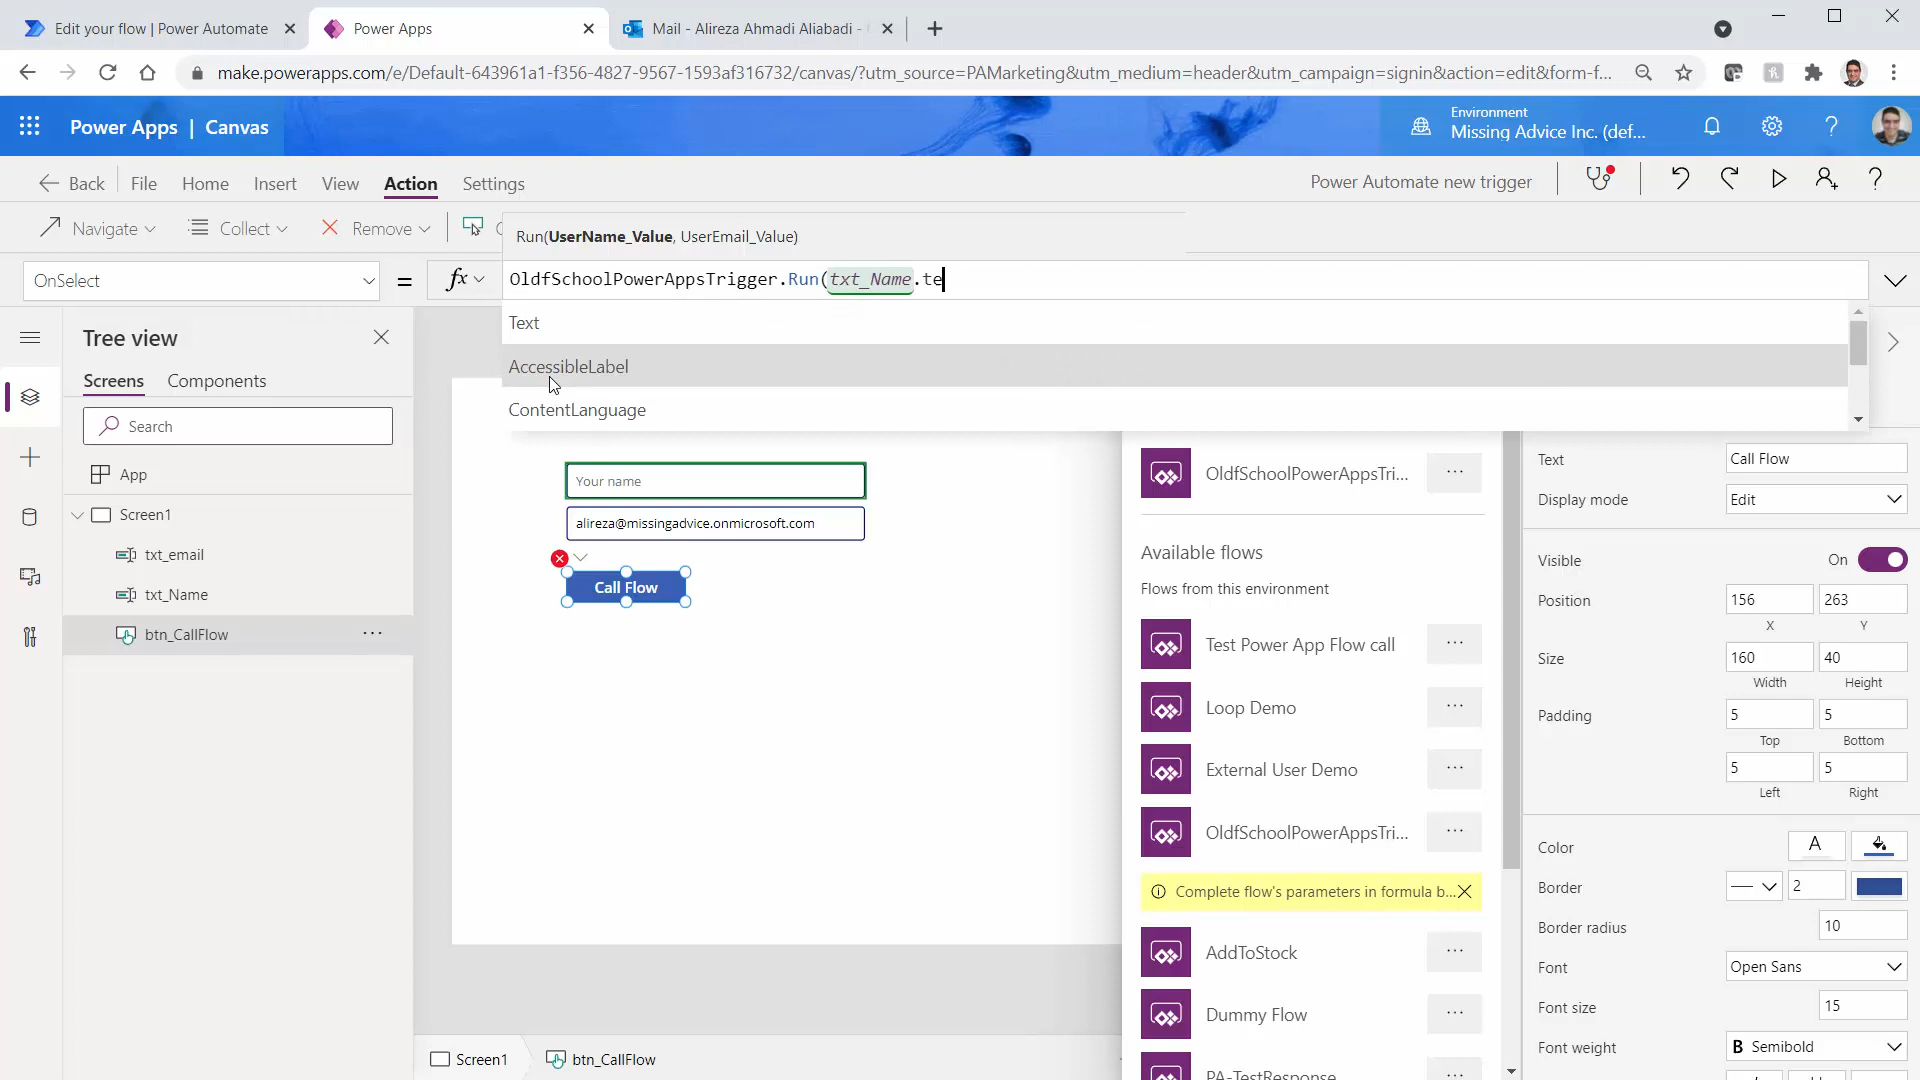 Edit your flow | Power Automate
Power Apps
Mail - Alireza Ahmadi Aliabadi -
make.powerapps.com/e/Default-643961a1-f356-4827-9567-1593af316732/canvas/?utm_source=PAMarketing&utm_medium=header&utm_campaign=signin&action=edit&form-f...
Power Apps | Canvas
Environment
Missing Advice Inc. (def...
Back
File
Home
Insert
View
Action
Settings
Power Automate new trigger
Navigate
Collect
Remove
Run(UserName_Value, UserEmail_Value)
OnSelect
=
fx
OldfSchoolPowerAppsTrigger.Run(txt_Name.te
Text
AccessibleLabel
ContentLanguage
Tree view
Screens
Components
Search
App
Screen1
txt_email
txt_Name
btn_CallFlow
Your name
alireza@missingadvice.onmicrosoft.com
Call Flow
OldfSchoolPowerAppsTri...
Available flows
Flows from this environment
Test Power App Flow call
Loop Demo
External User Demo
OldfSchoolPowerAppsTri...
Complete flow's parameters in formula b...
AddToStock
Dummy Flow
PA-TestResponse
Text
Call Flow
Display mode
Edit
Visible
On
Position
156
263
X
Y
Size
160
40
Width
Height
Padding
5
5
Top
Bottom
5
5
Left
Right
Color
A
Border
2
Border radius
10
Font
Open Sans
Font size
15
Font weight
B Semibold
Screen1
btn_CallFlow